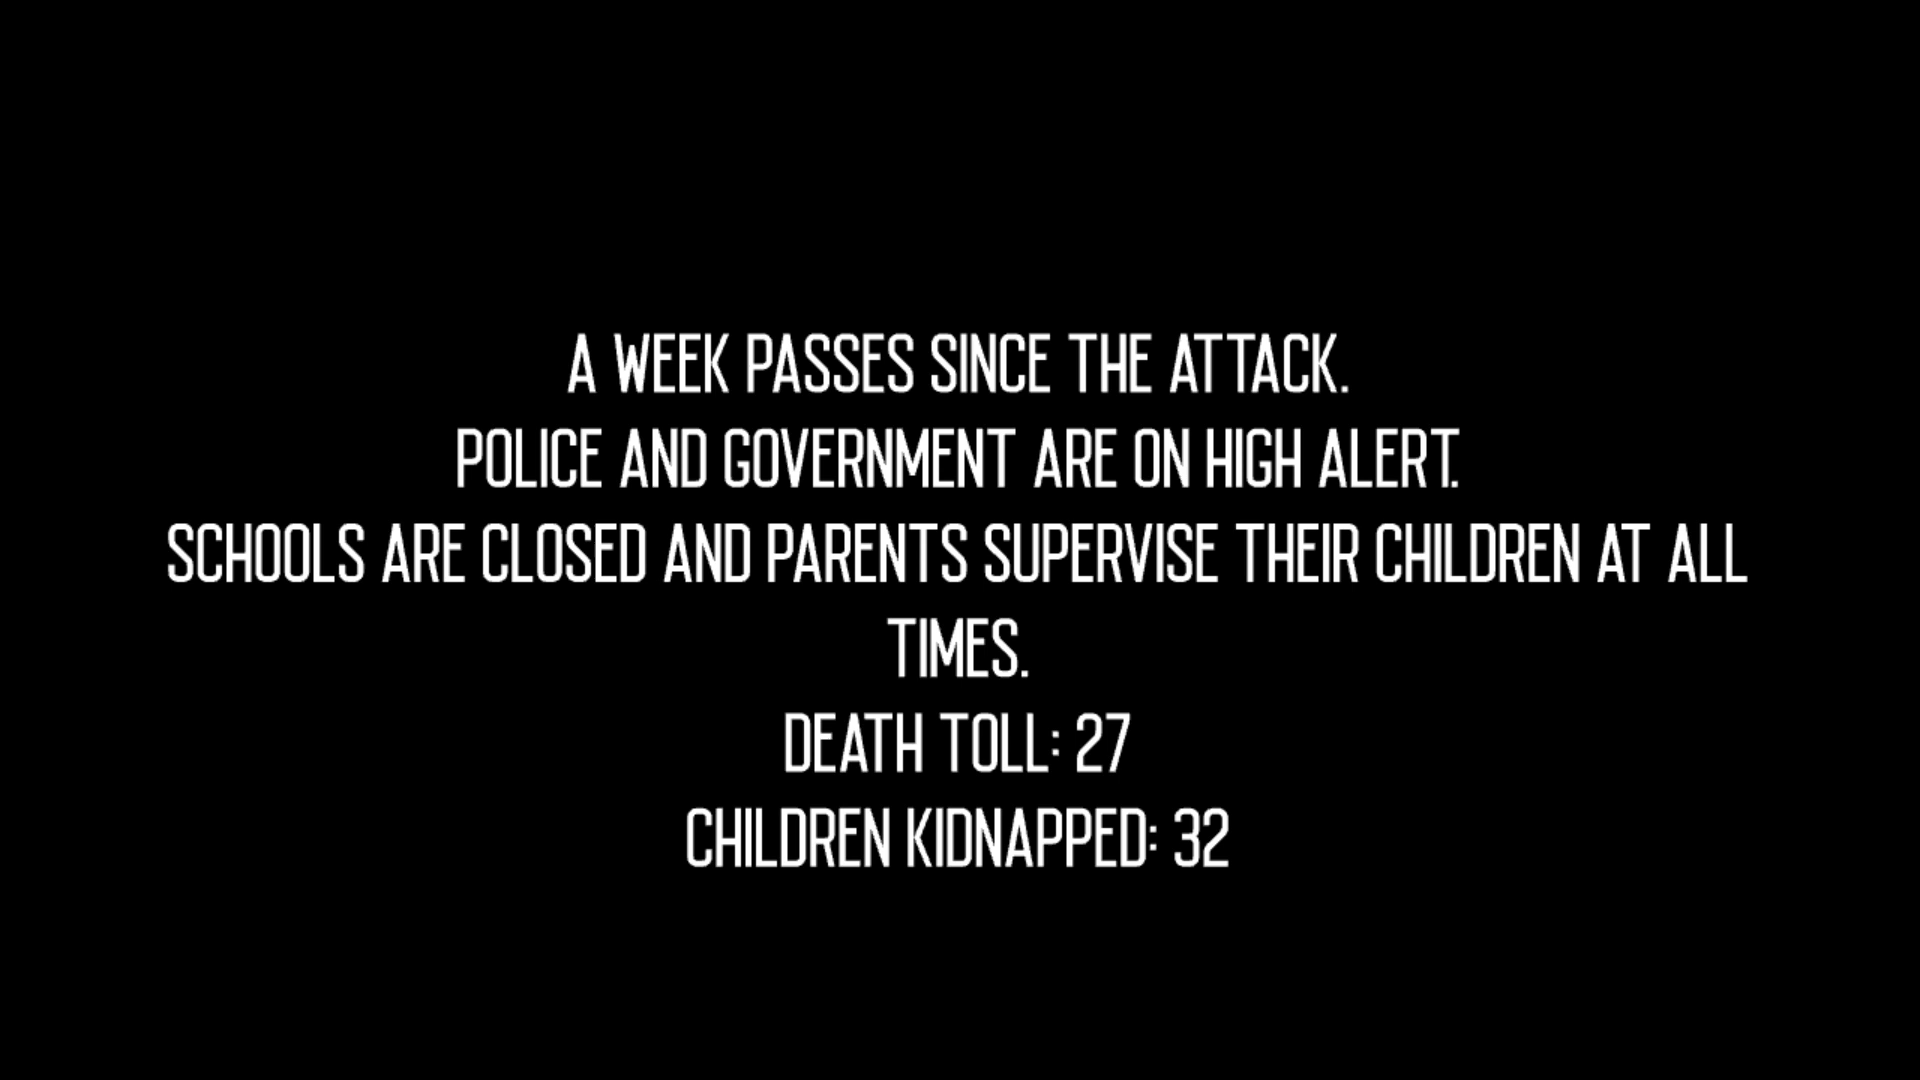 A WEEK PASSES SINCE THE ATTACK.
POLICE AND GOVERNMENT ARE ON HIGH ALERT.
SCHOOLS ARE CLOSED AND PARENTS SUPERVISE THEIR CHILDREN AT ALL
TIMES.
DEATH TOLL: 27
CHILDREN KIDNAPPED: 32